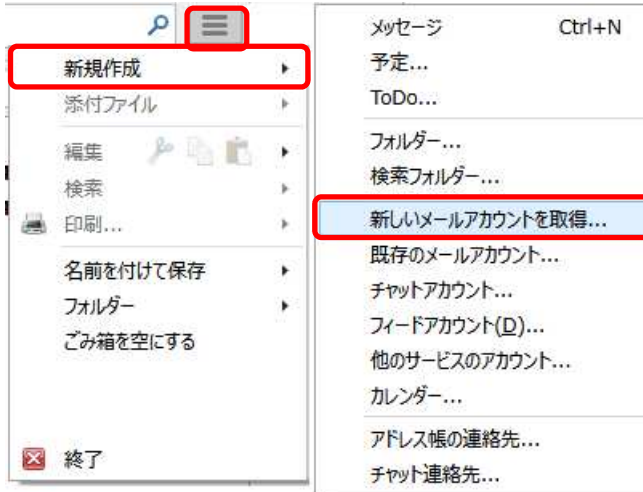 新規作成
添付ファイル
編集
検索
印刷...
名前を付けて保存
フォルダー
ごみ箱を空にする
終了
メッセージ Ctrl+N
予定...
ToDo...
フォルダー...
検索フォルダー...
新しいメールアカウントを取得...
既存のメールアカウント...
チャットアカウント...
フィードアカウント(D)...
他のサービスのアカウント...
カレンダー...
アドレス帳の連絡先...
チャット連絡先...